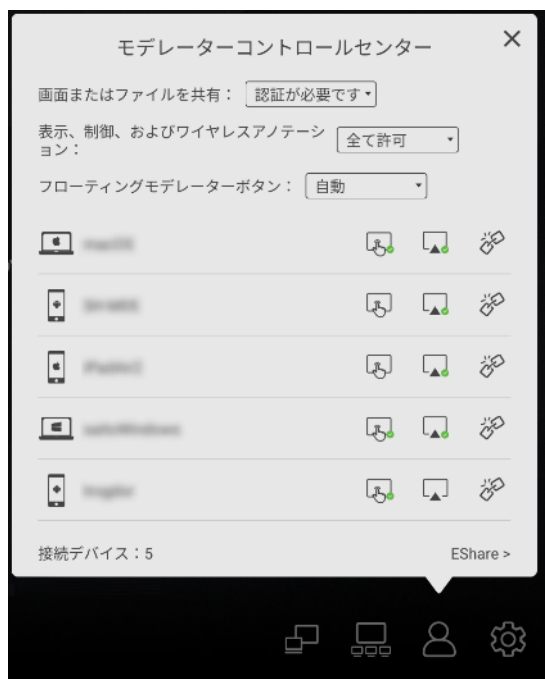 モデレーターコントロールセンター
画面またはファイルを共有： 認証が必要です
表示、制御、およびワイヤレスアノテーシ
ョン： 全て許可
フローティングモデレーターボタン： 自動
接続デバイス：5 EShare >